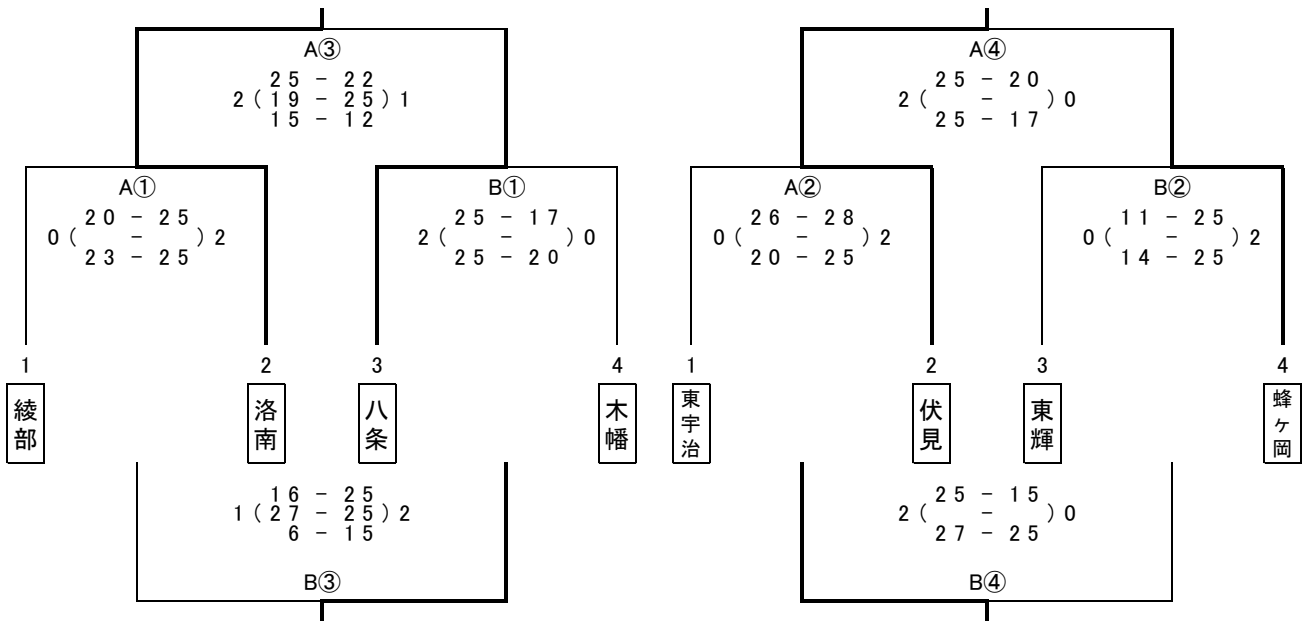 A③ A④
25 - 22 25 - 20
2 ( 19 - 25 ) 1 2 ( - ) 0
15 - 12 25 - 17
A① B① A② B②
20 - 25 25 - 17 26 - 28 11 - 25
0 ( - ) 2 2 ( - ) 0 0 ( - ) 2 0 ( - ) 2
23 - 25 25 - 20 20 - 25 14 - 25
1 2 3 4 1 2 3 4
綾部 洛南 八条 木幡 東宇治 伏見 東輝 蜂ヶ岡
16 - 25 25 - 15
1 ( 27 - 25 ) 2 2 ( - ) 0
6 - 15 27 - 25
B③ B④